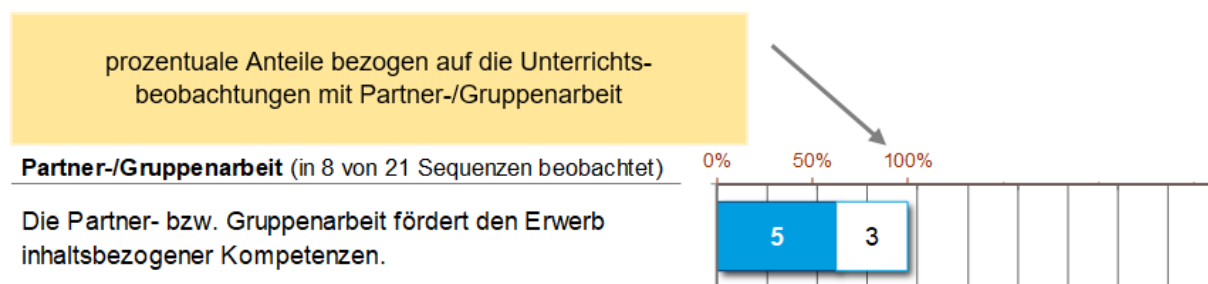 prozentuale Anteile bezogen auf die Unterrichts-
beobachtungen mit Partner-/Gruppenarbeit
Partner-/Gruppenarbeit (in 8 von 21 Sequenzen beobachtet)
0% 50% 100%
Die Partner- bzw. Gruppenarbeit fördert den Erwerb
inhaltsbezogener Kompetenzen.
5 3